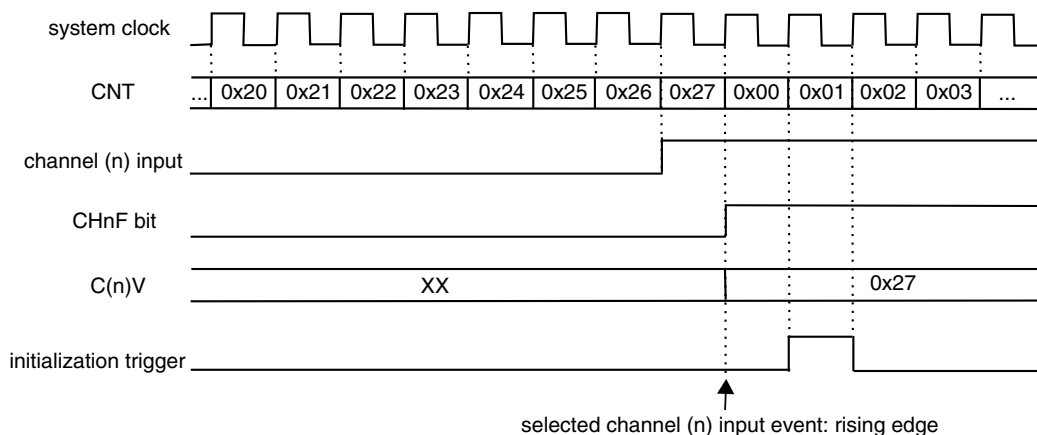 system clock
CNT ... 0x20 0x21 0x22 0x23 0x24 0x25 0x26 0x27 0x00 0x01 0x02 0x03 ...
channel (n) input
CHnF bit
C(n)V XX 0x27
initialization trigger
selected channel (n) input event: rising edge